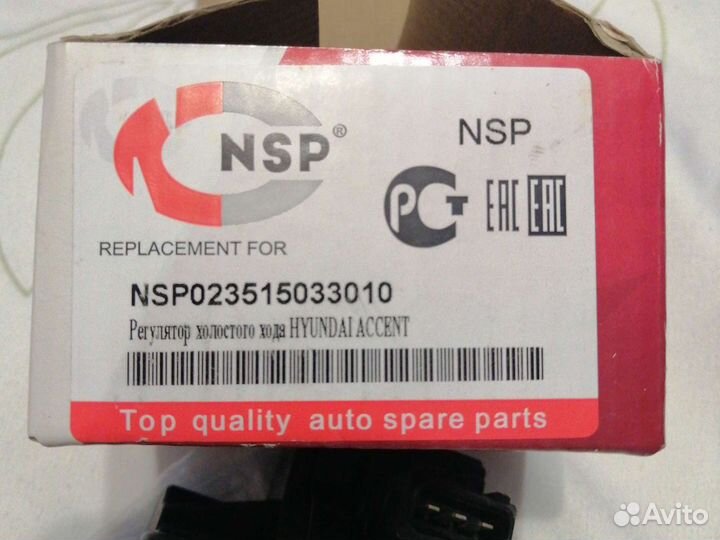 NSP®
NSP
РСТ ЕАС ЕАС
REPLACEMENT FOR
NSP023515033010
Регулятор холостого хода HYUNDAI ACCENT
Top quality auto spare parts
Avito